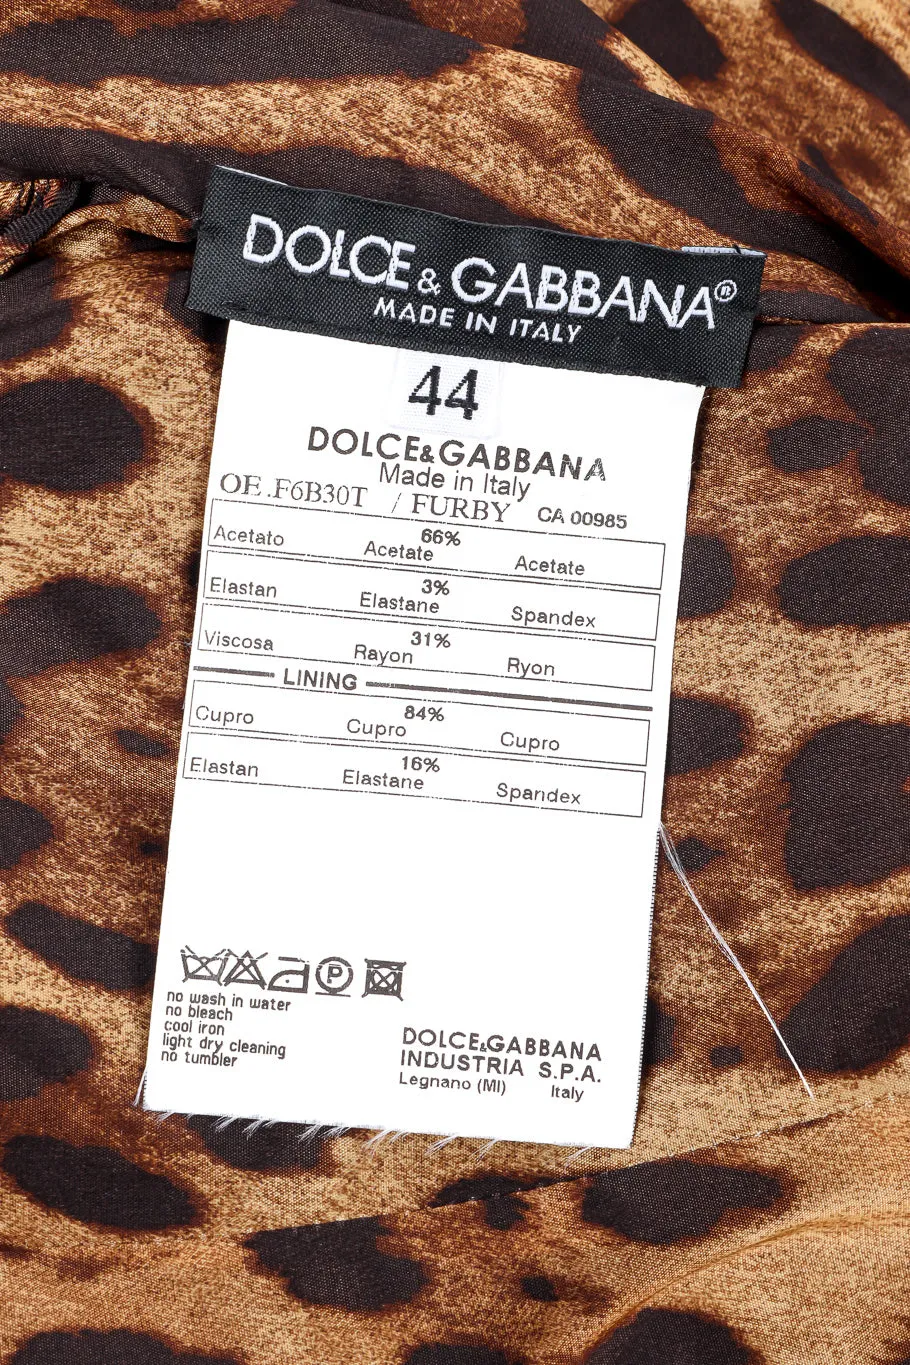 DOLCE & GABBANA®
MADE IN ITALY
44
DOLCE&GABBANA
Made in Italy
OE.F6B30T / FURBY CA 00985
66%
Acetato Acetate Acetate
3%
Elastan Elastane Spandex
31%
Viscosa Rayon Ryon
LINING
84%
Cupro Cupro Cupro
16%
Elastan Elastane Spandex
P
no wash in water
no bleach
cool iron
light dry cleaning
no tumbler
DOLCE&GABBANA
INDUSTRIA S.P.A.
Legnano (MI) Italy